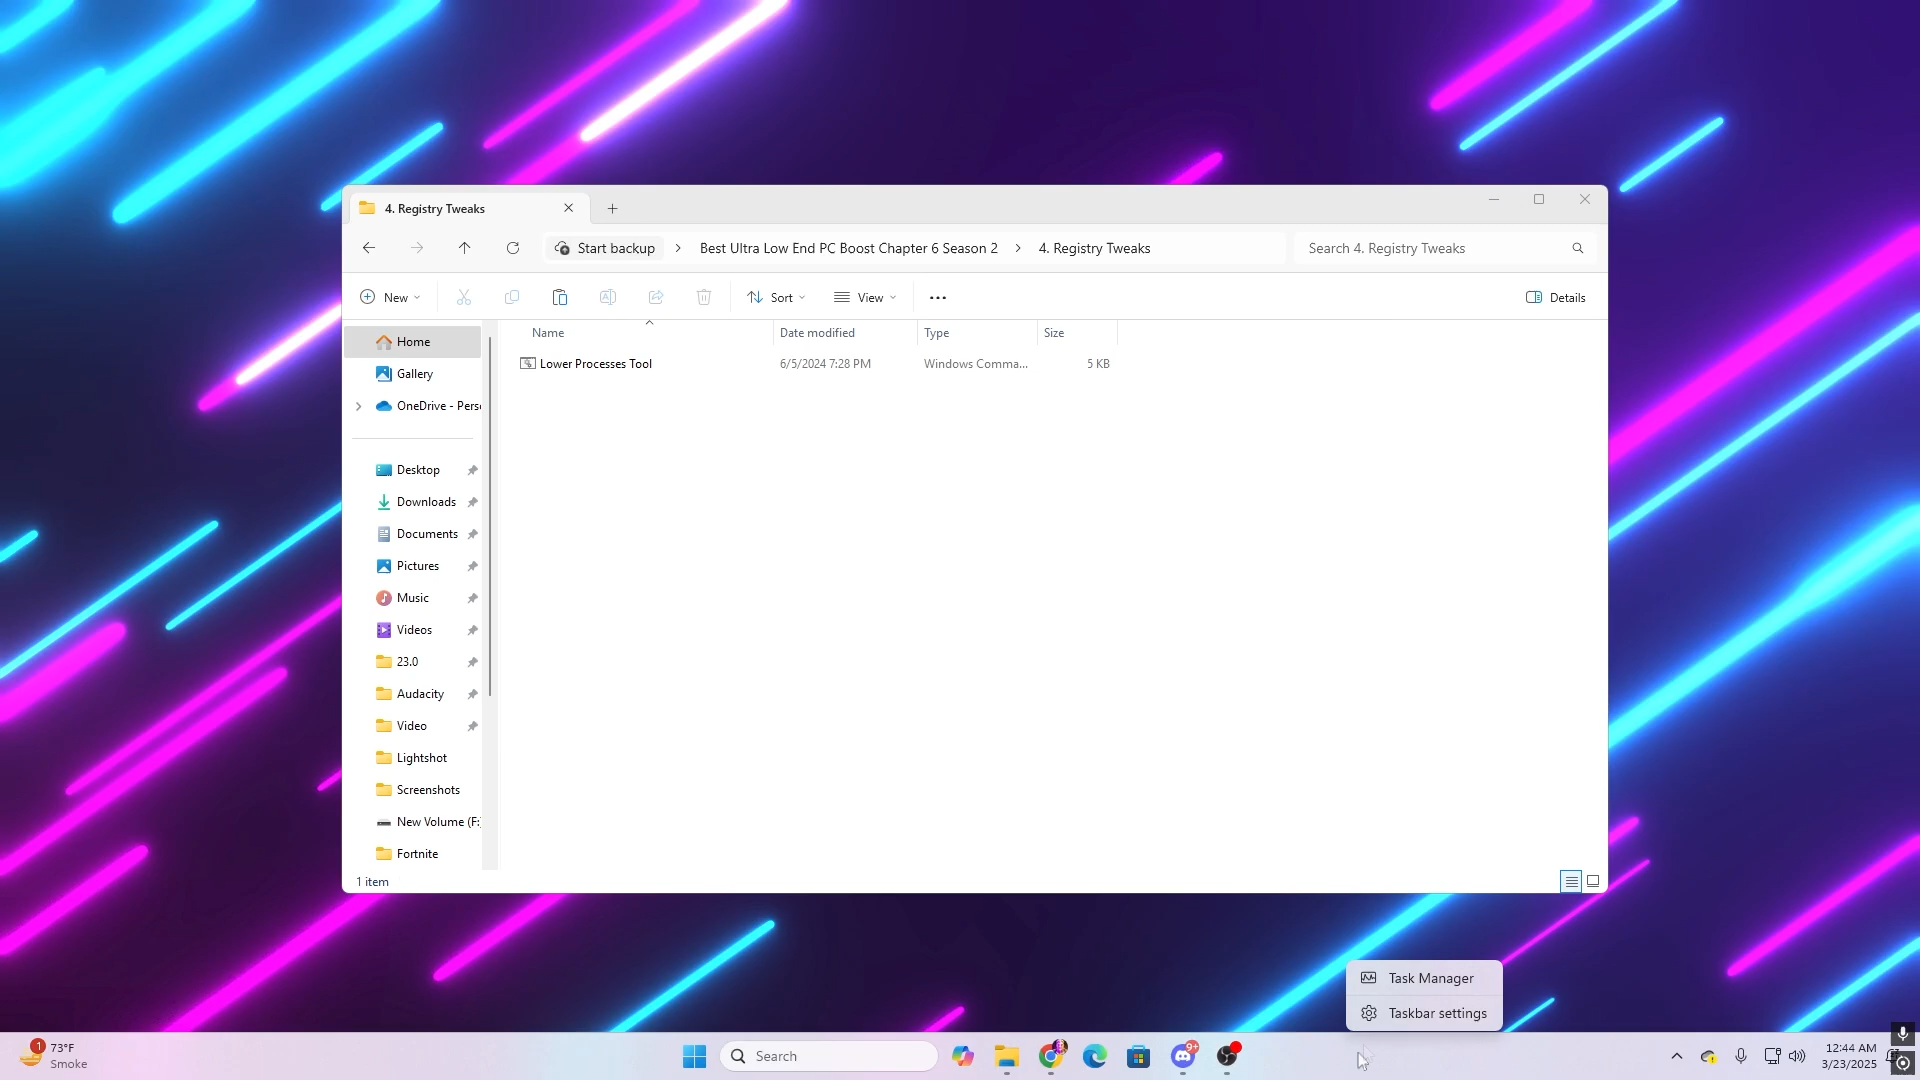 4. Registry Tweaks
Start backup
Best Ultra Low End PC Boost Chapter 6 Season 2
4. Registry Tweaks
Search 4. Registry Tweaks
New
Sort
View
Details
Name
Date modified
Type
Size
Lower Processes Tool
6/5/2024 7:28 PM
Windows Comma...
5 KB
Home
Gallery
OneDrive - Pers
Desktop
Downloads
Documents
Pictures
Music
Videos
23.0
Audacity
Video
Lightshot
Screenshots
New Volume (F:)
Fortnite
1 item
Task Manager
Taskbar settings
1
73°F
Smoke
Search
9+
12:44 AM
3/23/2025